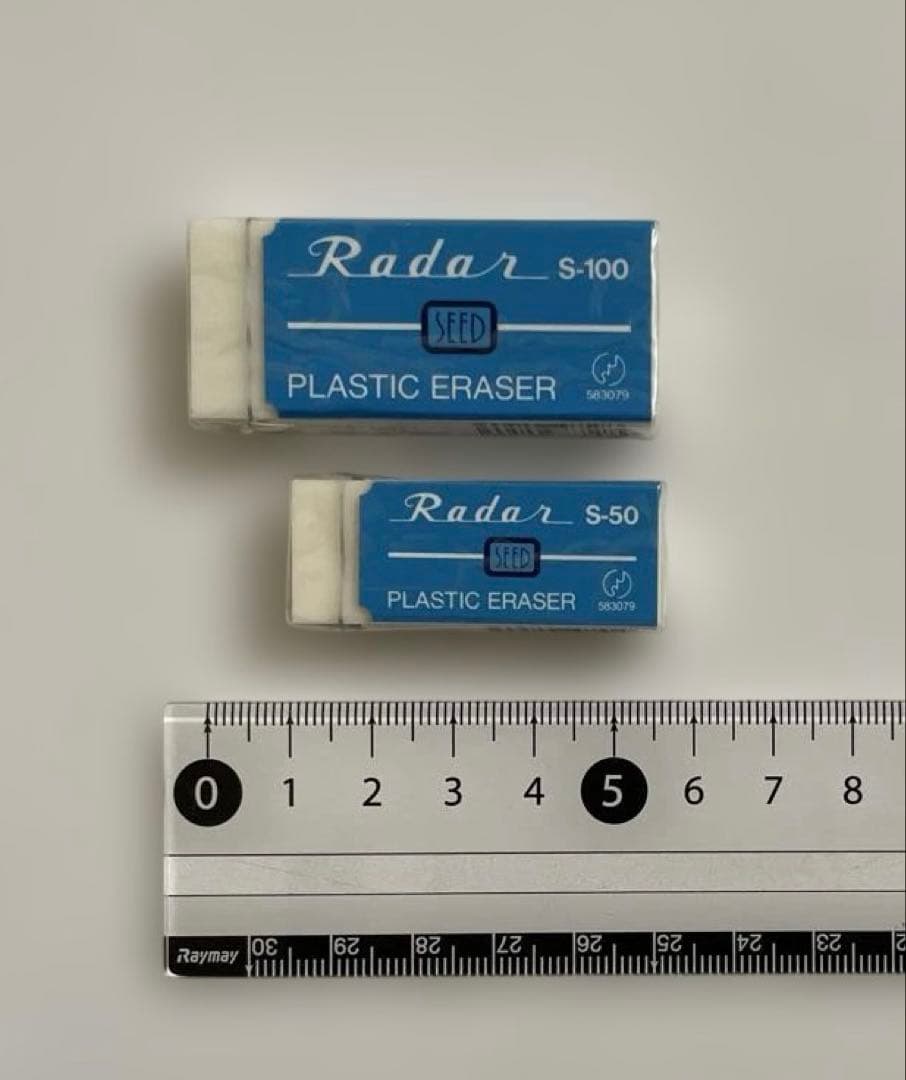 Radar S-100
SEED
PLASTIC ERASER
583079
Radar S-50
SEED
PLASTIC ERASER
583079
0 1 2 3 4 5 6 7 8
Raymay 30 29 28 27 26 25 24 23